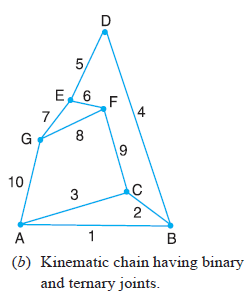 D
5
E 6 F
7 4
G 8
9
10
3 C
2
A 1 B
(b) Kinematic chain having binary
and ternary joints.